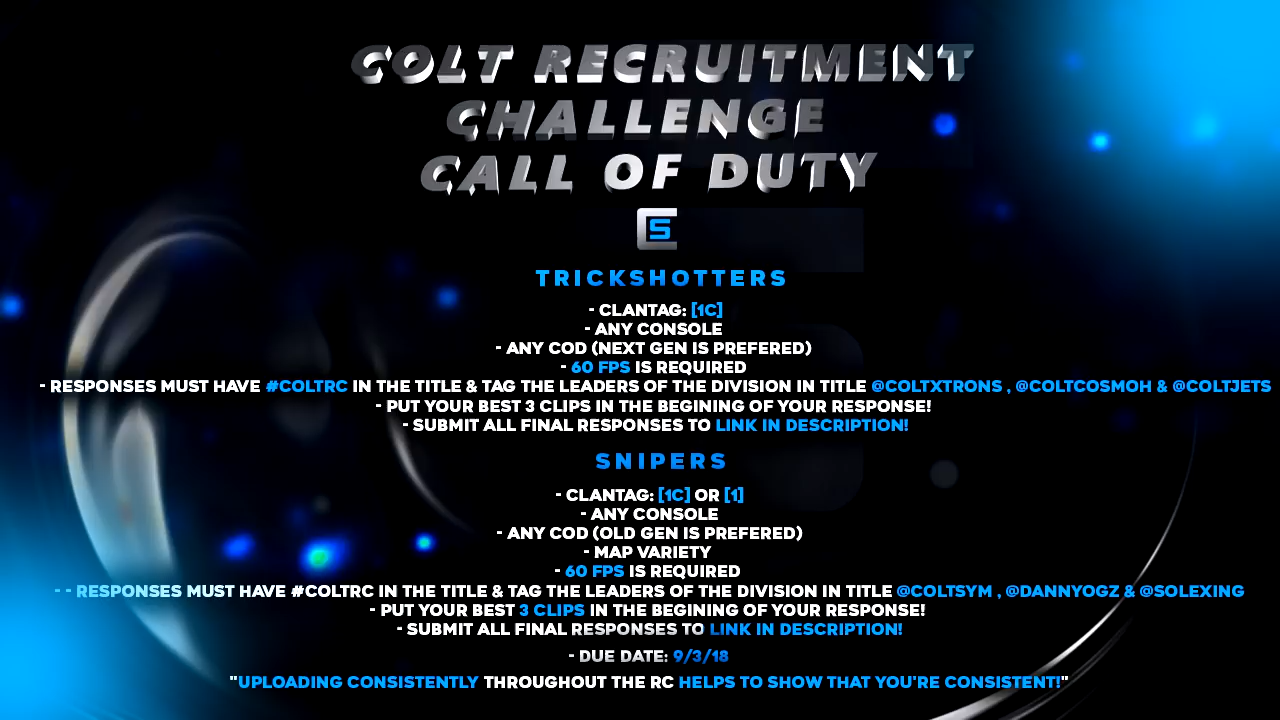 COLT RECRUITMENT
CHALLENGE
CALL OF DUTY
CS
TRICKSHOTTERS
- CLANTAG: [1C]
- ANY CONSOLE
- ANY COD (NEXT GEN IS PREFERED)
- 60 FPS IS REQUIRED
- RESPONSES MUST HAVE #COLTRC IN THE TITLE & TAG THE LEADERS OF THE DIVISION IN TITLE @COLTXTRONS , @COLTCOSMOH & @COLTJETS
- PUT YOUR BEST 3 CLIPS IN THE BEGINING OF YOUR RESPONSE!
- SUBMIT ALL FINAL RESPONSES TO LINK IN DESCRIPTION!
SNIPERS
- CLANTAG: [1C] OR [1]
- ANY CONSOLE
- ANY COD (OLD GEN IS PREFERED)
- MAP VARIETY
- 60 FPS IS REQUIRED
- - RESPONSES MUST HAVE #COLTRC IN THE TITLE & TAG THE LEADERS OF THE DIVISION IN TITLE @COLTSYM , @DANNYOGZ & @SOLEXING
- PUT YOUR BEST 3 CLIPS IN THE BEGINING OF YOUR RESPONSE!
- SUBMIT ALL FINAL RESPONSES TO LINK IN DESCRIPTION!
- DUE DATE: 9/3/18
"UPLOADING CONSISTENTLY THROUGHOUT THE RC HELPS TO SHOW THAT YOU'RE CONSISTENT!"